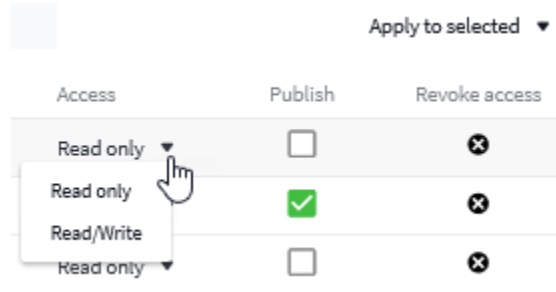 Apply to selected
Access Publish Revoke access
Read only
Read only
Read/Write
Read only